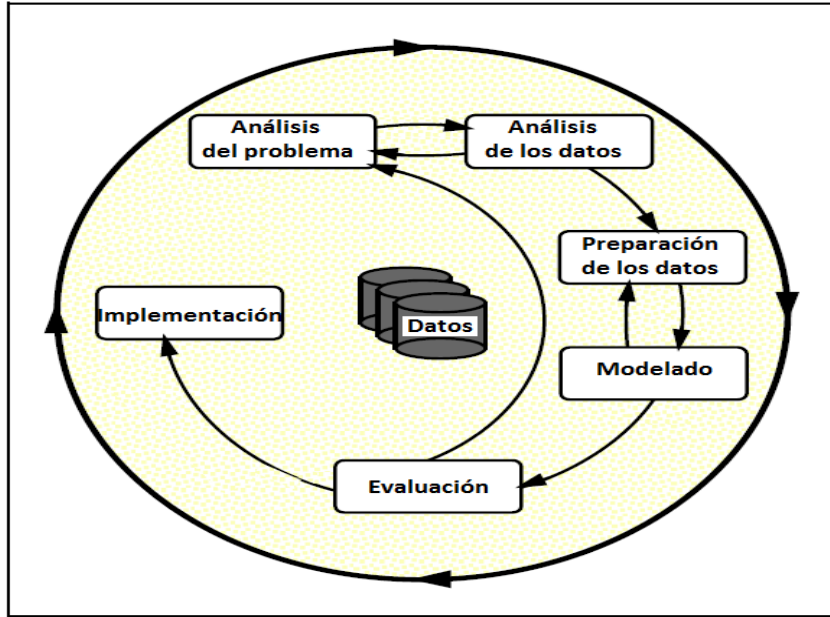 Análisis
del problema
Análisis
de los datos
Preparación
de los datos
Implementación
Datos
Modelado
Evaluación